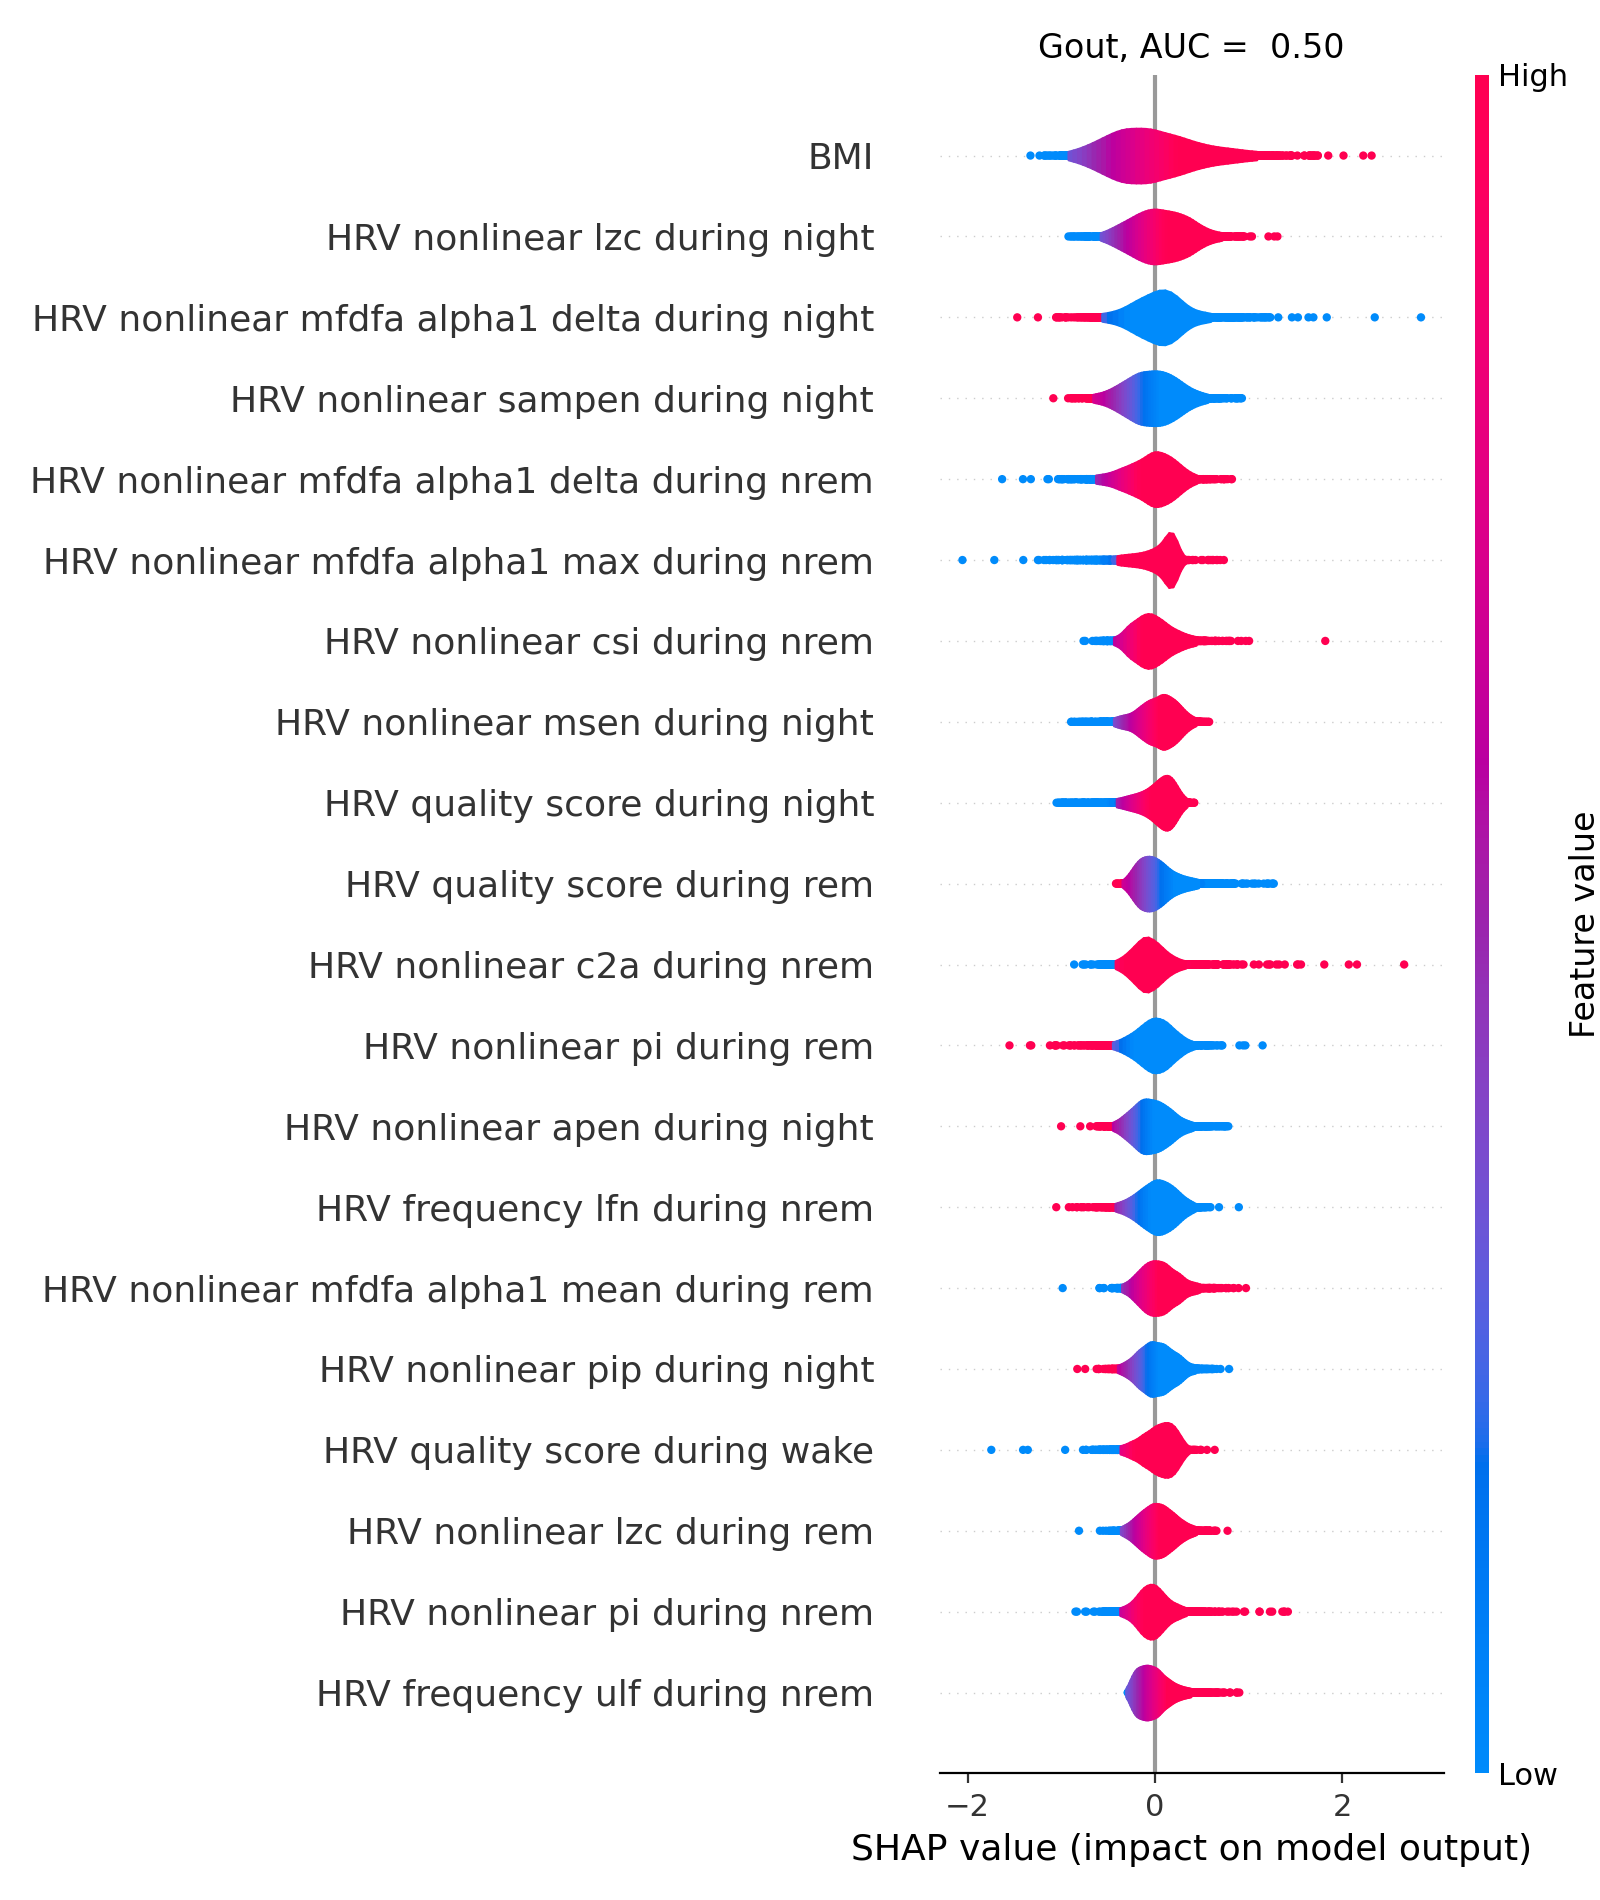 Gout, AUC =  0.50
High
BMI
HRV nonlinear lzc during night
HRV nonlinear mfdfa alpha1 delta during night
HRV nonlinear sampen during night
HRV nonlinear mfdfa alpha1 delta during nrem
HRV nonlinear mfdfa alpha1 max during nrem
HRV nonlinear csi during nrem
HRV nonlinear msen during night
HRV quality score during night
HRV quality score during rem
HRV nonlinear c2a during nrem
HRV nonlinear pi during rem
HRV nonlinear apen during night
HRV frequency lfn during nrem
HRV nonlinear mfdfa alpha1 mean during rem
HRV nonlinear pip during night
HRV quality score during wake
HRV nonlinear lzc during rem
HRV nonlinear pi during nrem
HRV frequency ulf during nrem
Feature value
Low
−2 0 2
SHAP value (impact on model output)